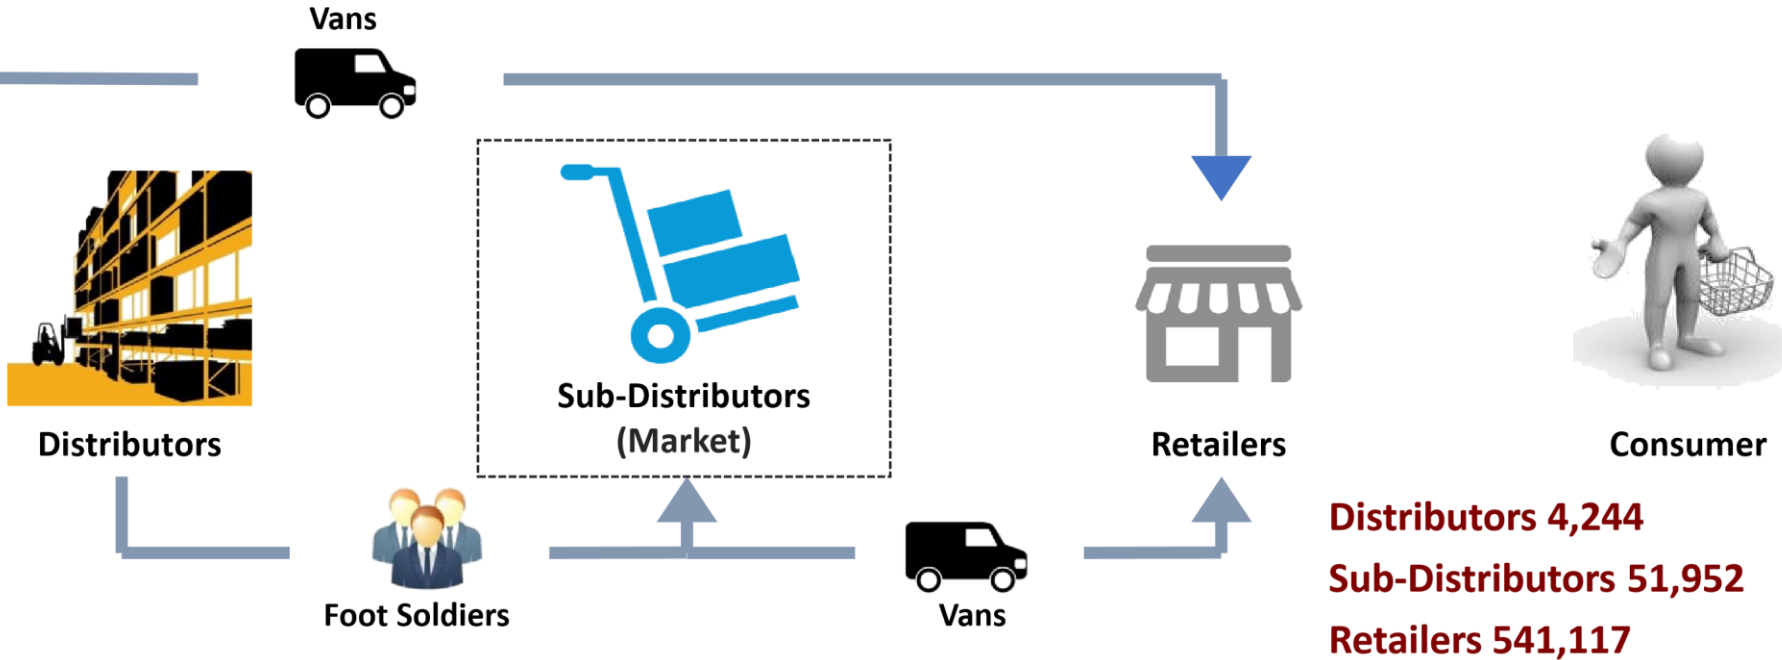 Vans
Distributors
Sub-Distributors
(Market)
Retailers
Consumer
Foot Soldiers
Vans
Distributors 4,244
Sub-Distributors 51,952
Retailers 541,117